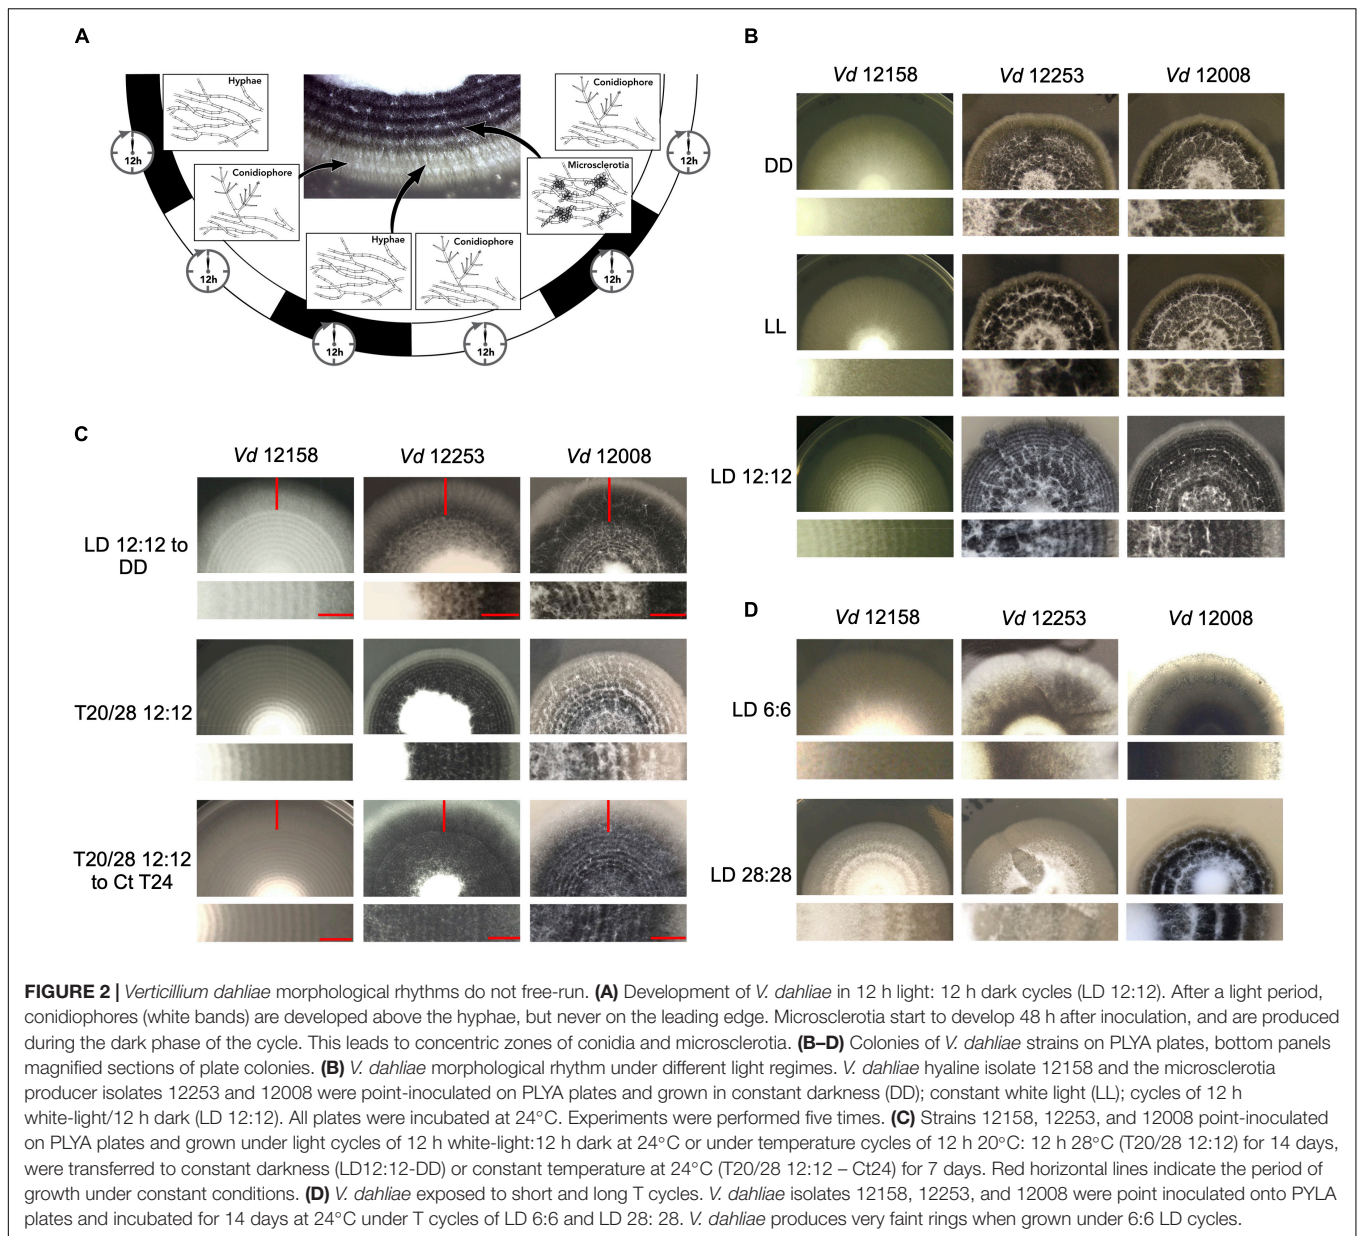 A
Hyphae
Conidiophore
12h
12h
Conidiophore
Microsclerotia
Hyphae
Conidiophore
12h
12h
12h
12h
B
Vd 12158
Vd 12253
Vd 12008
DD
LL
LD 12:12
C
Vd 12158
Vd 12253
Vd 12008
LD 12:12 to
DD
T20/28 12:12
T20/28 12:12
to Ct T24
D
Vd 12158
Vd 12253
Vd 12008
LD 6:6
LD 28:28
FIGURE 2 | Verticillium dahliae morphological rhythms do not free-run. (A) Development of V. dahliae in 12 h light: 12 h dark cycles (LD 12:12). After a light period,
conidiophores (white bands) are developed above the hyphae, but never on the leading edge. Microsclerotia start to develop 48 h after inoculation, and are produced
during the dark phase of the cycle. This leads to concentric zones of conidia and microsclerotia. (B–D) Colonies of V. dahliae strains on PLYA plates, bottom panels
magnified sections of plate colonies. (B) V. dahliae morphological rhythm under different light regimes. V. dahliae hyaline isolate 12158 and the microsclerotia
producer isolates 12253 and 12008 were point-inoculated on PLYA plates and grown in constant darkness (DD); constant white light (LL); cycles of 12 h
white-light/12 h dark (LD 12:12). All plates were incubated at 24°C. Experiments were performed five times. (C) Strains 12158, 12253, and 12008 point-inoculated
on PLYA plates and grown under light cycles of 12 h white-light:12 h dark at 24°C or under temperature cycles of 12 h 20°C: 12 h 28°C (T20/28 12:12) for 14 days,
were transferred to constant darkness (LD12:12-DD) or constant temperature at 24°C (T20/28 12:12 – Ct24) for 7 days. Red horizontal lines indicate the period of
growth under constant conditions. (D) V. dahliae exposed to short and long T cycles. V. dahliae isolates 12158, 12253, and 12008 were point inoculated onto PYLA
plates and incubated for 14 days at 24°C under T cycles of LD 6:6 and LD 28: 28. V. dahliae produces very faint rings when grown under 6:6 LD cycles.